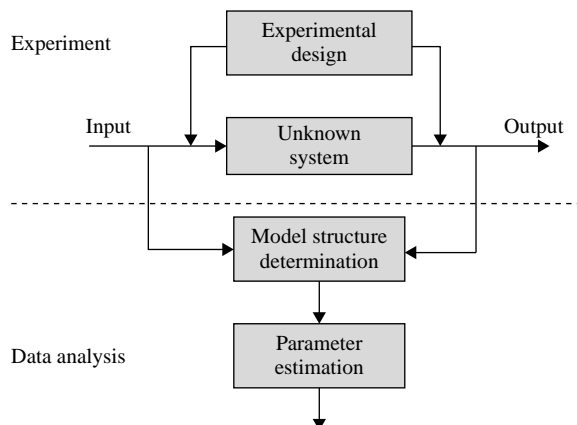 Experiment
Experimental
design
Input
Unknown
system
Output
Model structure
determination
Data analysis
Parameter
estimation